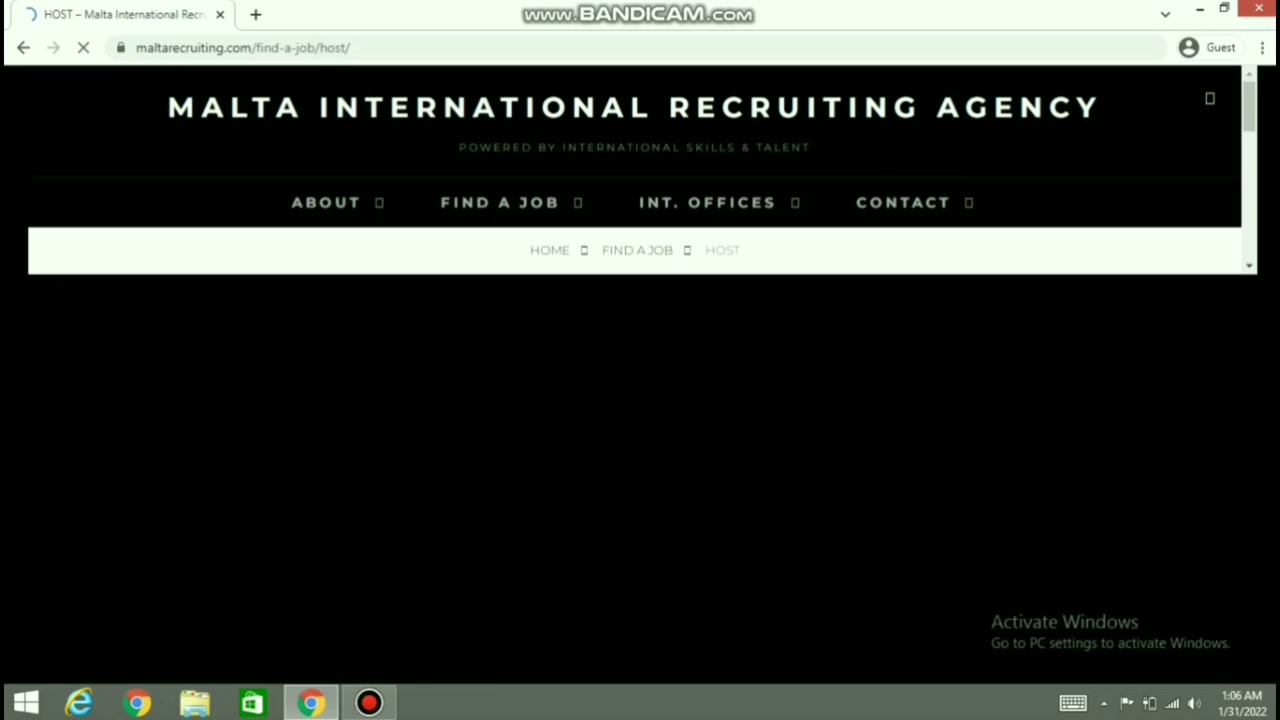 HOST – Malta International Recru
www.BANDICAM.com
maltarecruiting.com/find-a-job/host/
Guest
MALTA INTERNATIONAL RECRUITING AGENCY
POWERED BY INTERNATIONAL SKILLS & TALENT
ABOUT FIND A JOB INT. OFFICES CONTACT
HOME FIND A JOB HOST
Activate Windows
Go to PC settings to activate Windows.
1:06 AM
1/31/2022